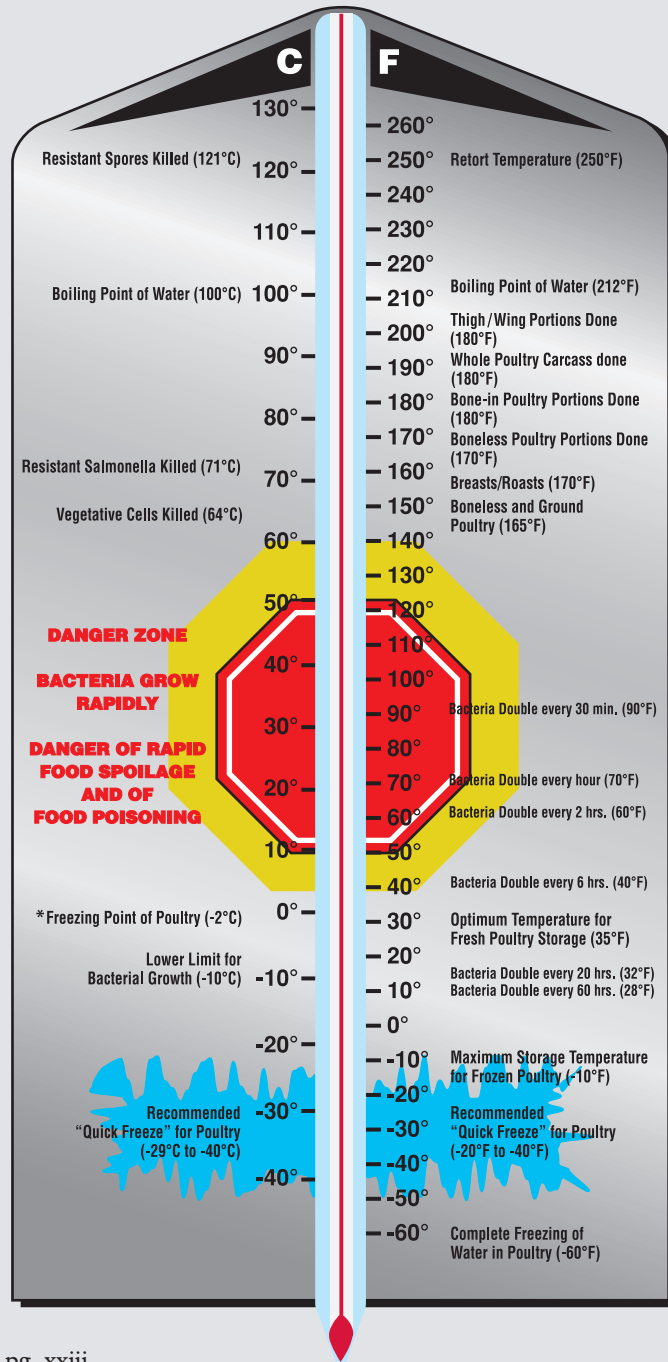 C F
130°
120°
110°
100°
90°
80°
70°
60°
50°
40°
30°
20°
10°
0°
-10°
-20°
-30°
-40°
Resistant Spores Killed (121°C)
Boiling Point of Water (100°C)
Resistant Salmonella Killed (71°C)
Vegetative Cells Killed (64°C)
DANGER ZONE
BACTERIA GROW
RAPIDLY
DANGER OF RAPID
FOOD SPOILAGE
AND OF
FOOD POISONING
*Freezing Point of Poultry (-2°C)
Lower Limit for
Bacterial Growth (-10°C)
Recommended
“Quick Freeze” for Poultry
(-29°C to -40°C)
260°
250°
240°
230°
220°
210°
200°
190°
180°
170°
160°
150°
140°
130°
120°
110°
100°
90°
80°
70°
60°
50°
40°
30°
20°
10°
0°
-10°
-20°
-30°
-40°
-50°
-60°
Retort Temperature (250°F)
Boiling Point of Water (212°F)
Thigh/Wing Portions Done
(180°F)
Whole Poultry Carcass done
(180°F)
Bone-in Poultry Portions Done
(180°F)
Boneless Poultry Portions Done
(170°F)
Breasts/Roasts (170°F)
Boneless and Ground
Poultry (165°F)
Bacteria Double every 30 min. (90°F)
Bacteria Double every hour (70°F)
Bacteria Double every 2 hrs. (60°F)
Bacteria Double every 6 hrs. (40°F)
Optimum Temperature for
Fresh Poultry Storage (35°F)
Bacteria Double every 20 hrs. (32°F)
Bacteria Double every 60 hrs. (28°F)
Maximum Storage Temperature
for Frozen Poultry (-10°F)
Recommended
“Quick Freeze” for Poultry
(-20°F to -40°F)
Complete Freezing of
Water in Poultry (-60°F)
pg. xxiii